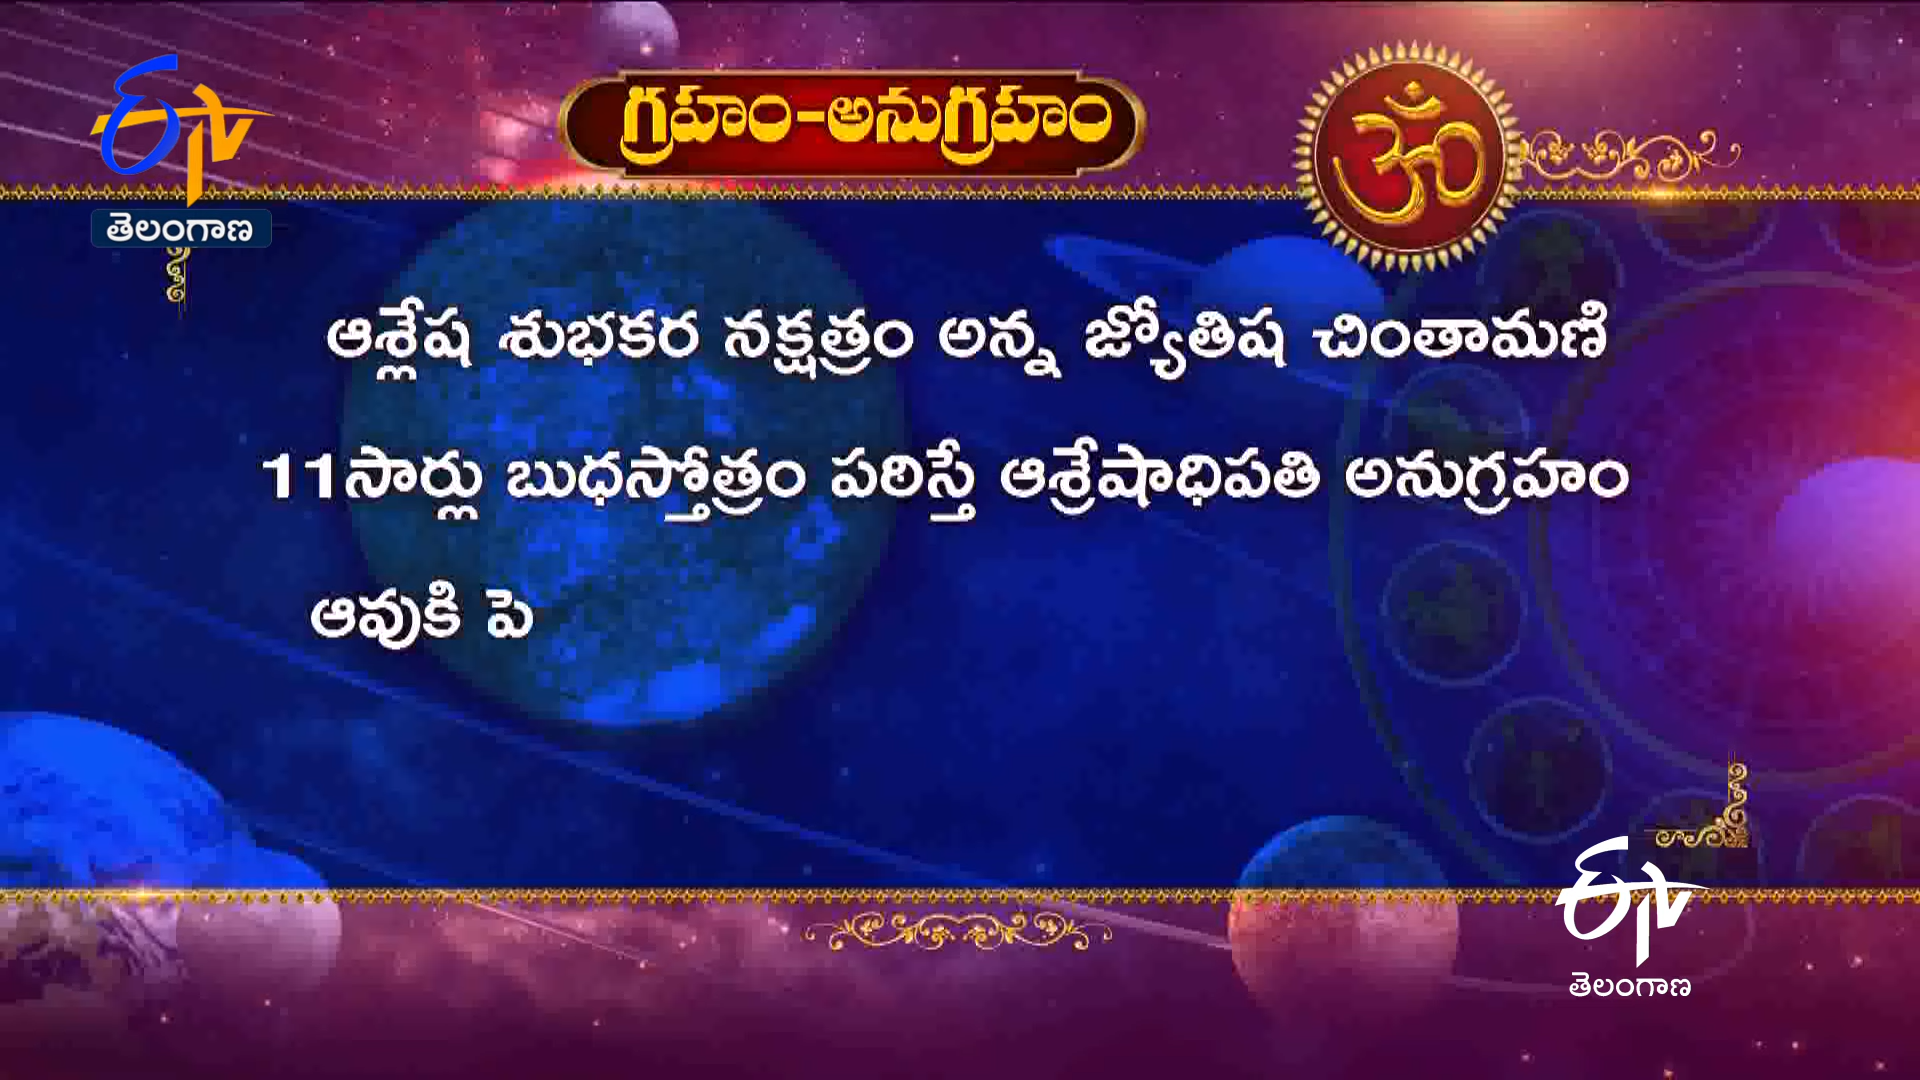 ETV
తెలంగాణ
గ్రహం-అనుగ్రహం
ॐ
ఆశ్లేష శుభకర నక్షత్రం అన్న జ్యోతిష చింతామణి
11సార్లు బుధస్తోత్రం పఠిస్తే ఆశ్రేషాధిపతి అనుగ్రహం
ఆవుకి పె
ETV
తెలంగాణ